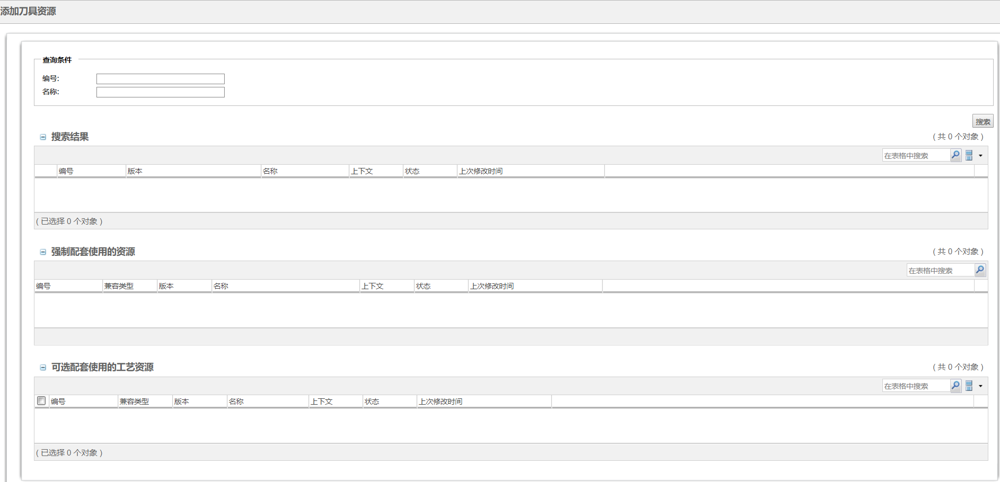 添加刀具资源
查询条件
编号:
名称:
搜索
搜索结果 ( 共 0 个对象 )
在表格中搜索
编号 版本 名称 上下文 状态 上次修改时间
( 已选择 0 个对象 )
强制配套使用的资源 ( 共 0 个对象 )
在表格中搜索
编号 兼容类型 版本 名称 上下文 状态 上次修改时间
可选配套使用的工艺资源 ( 共 0 个对象 )
在表格中搜索
编号 兼容类型 版本 名称 上下文 状态 上次修改时间
( 已选择 0 个对象 )